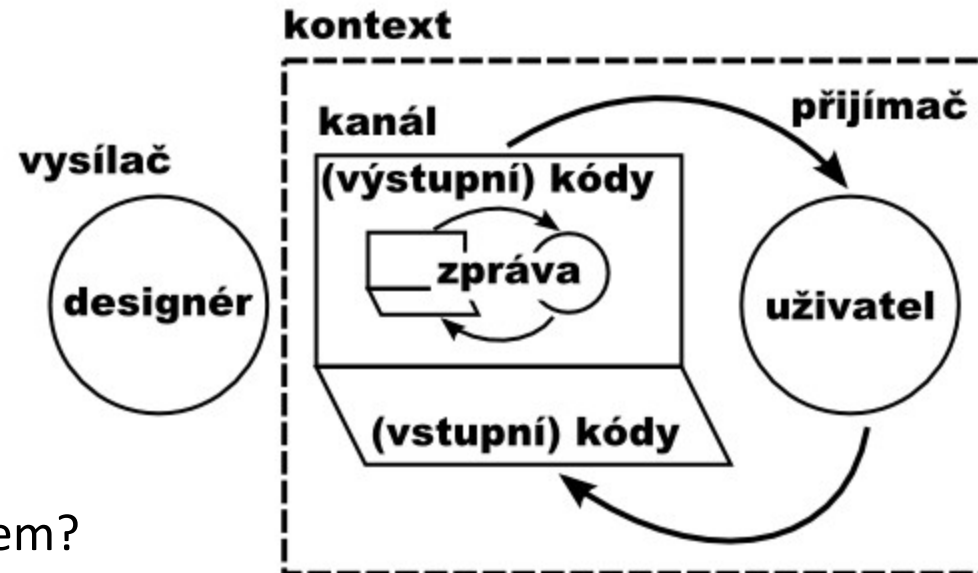 kontext
kanál
přijímač
vysílač
(výstupní) kódy
zpráva
designér
uživatel
(vstupní) kódy
em?